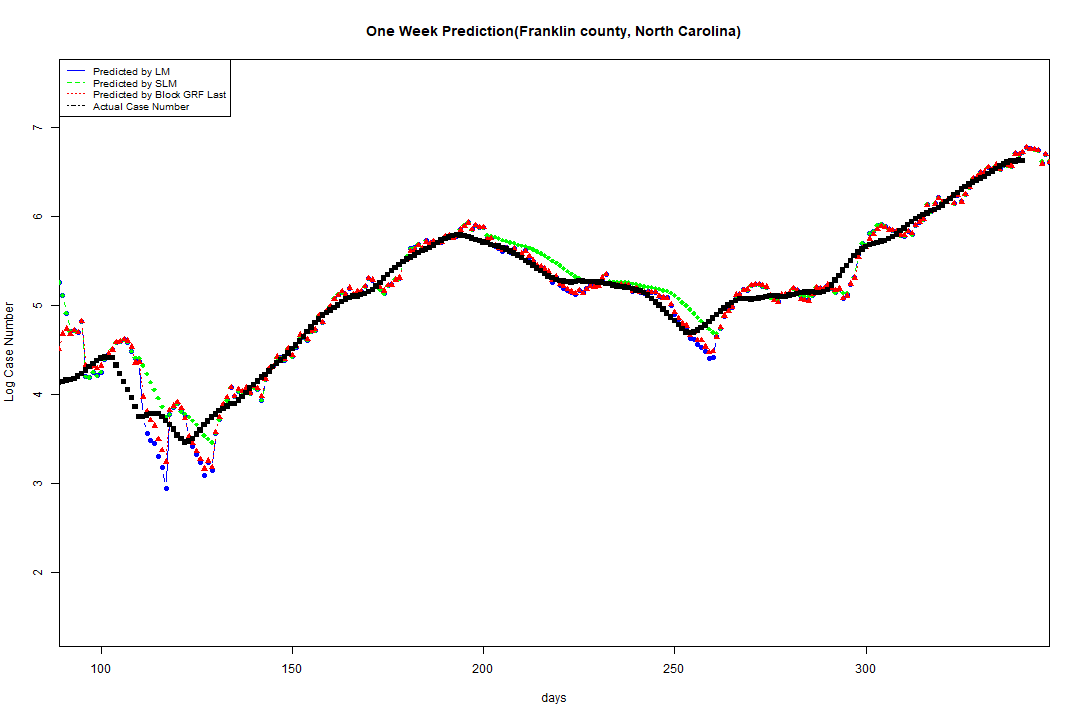 One Week Prediction(Franklin county, North Carolina)
Predicted by LM
Predicted by SLM
Predicted by Block GRF Last
Actual Case Number
Log Case Number
7
6
5
4
3
2
100 150 200 250 300
days